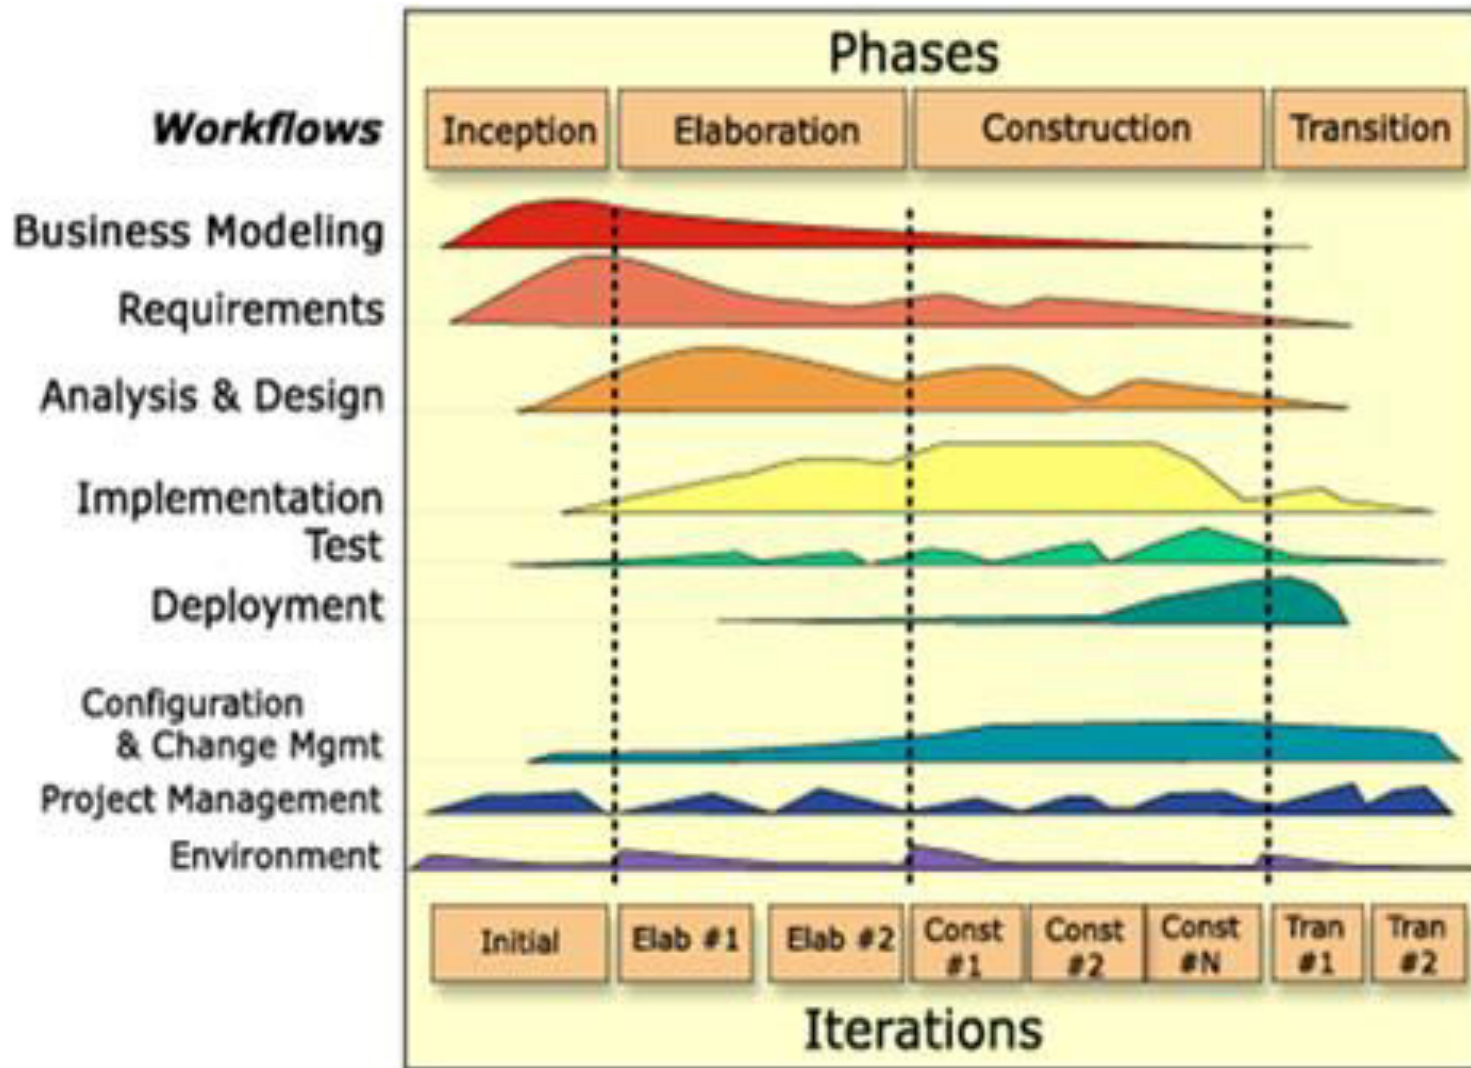 Phases
Workflows
Inception
Elaboration
Construction
Transition
Business Modeling
Requirements
Analysis & Design
Implementation
Test
Deployment
Configuration
& Change Mgmt
Project Management
Environment
Initial
Elab #1
Elab #2
Const
#1
Const
#2
Const
#N
Tran
#1
Tran
#2
Iterations